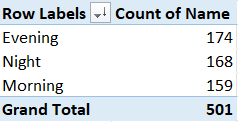 Row Labels Count of Name
Evening 174
Night 168
Morning 159
Grand Total 501